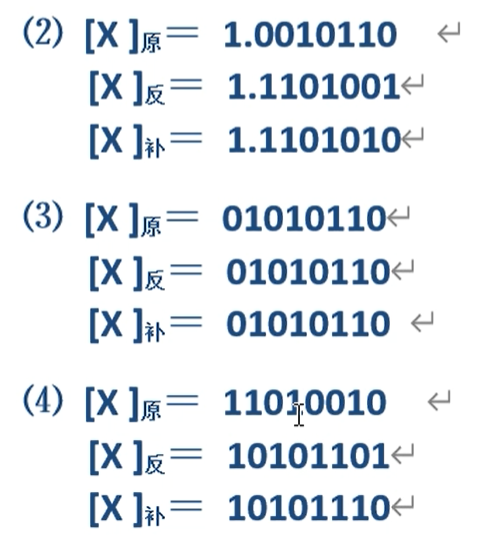 (2) [X]原= 1.0010110 ↵
[X]反= 1.1101001↵
[X]补= 1.1101010↵
(3) [X]原= 01010110↵
[X]反= 01010110↵
[X]补= 01010110 ↵
(4) [X]原= 11010010 ↵
[X]反= 10101101↵
[X]补= 10101110↵